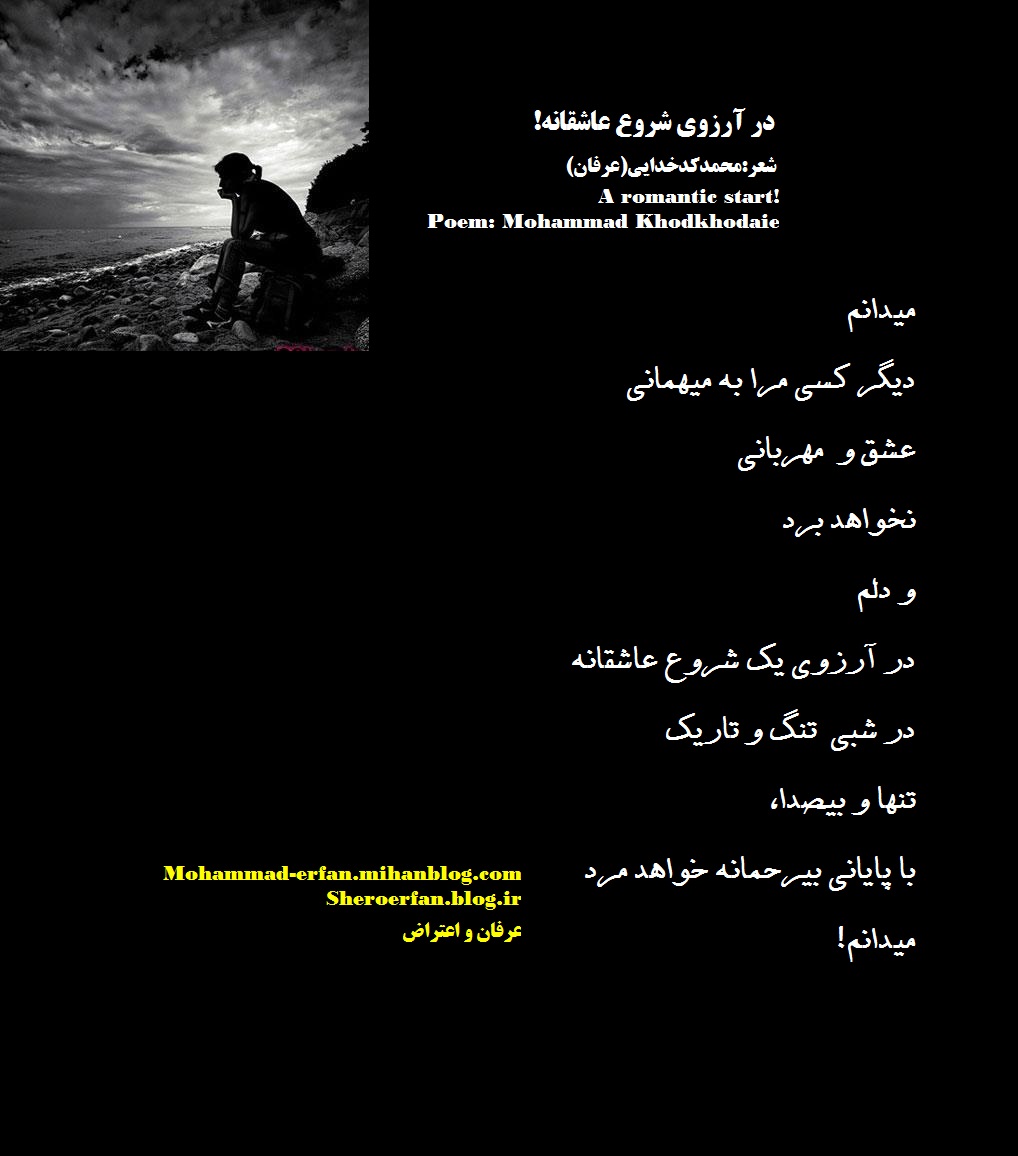 در آرزوی شروع عاشقانه!
شعر:محمدکدخدایی(عرفان)
A romantic start!
Poem: Mohammad Khodkhodaie
میدانم
دیگر کسی مرا به میهمانی
عشق و مهربانی
نخواهد برد
و دلم
در آرزوی یک شروع عاشقانه
در شبی تنگ و تاریک
تنها و بیصدا،
با پایانی بیرحمانه خواهد مرد
میدانم!
Mohammad-erfan.mihanblog.com
Sheroerfan.blog.ir
عرفان و اعتراض